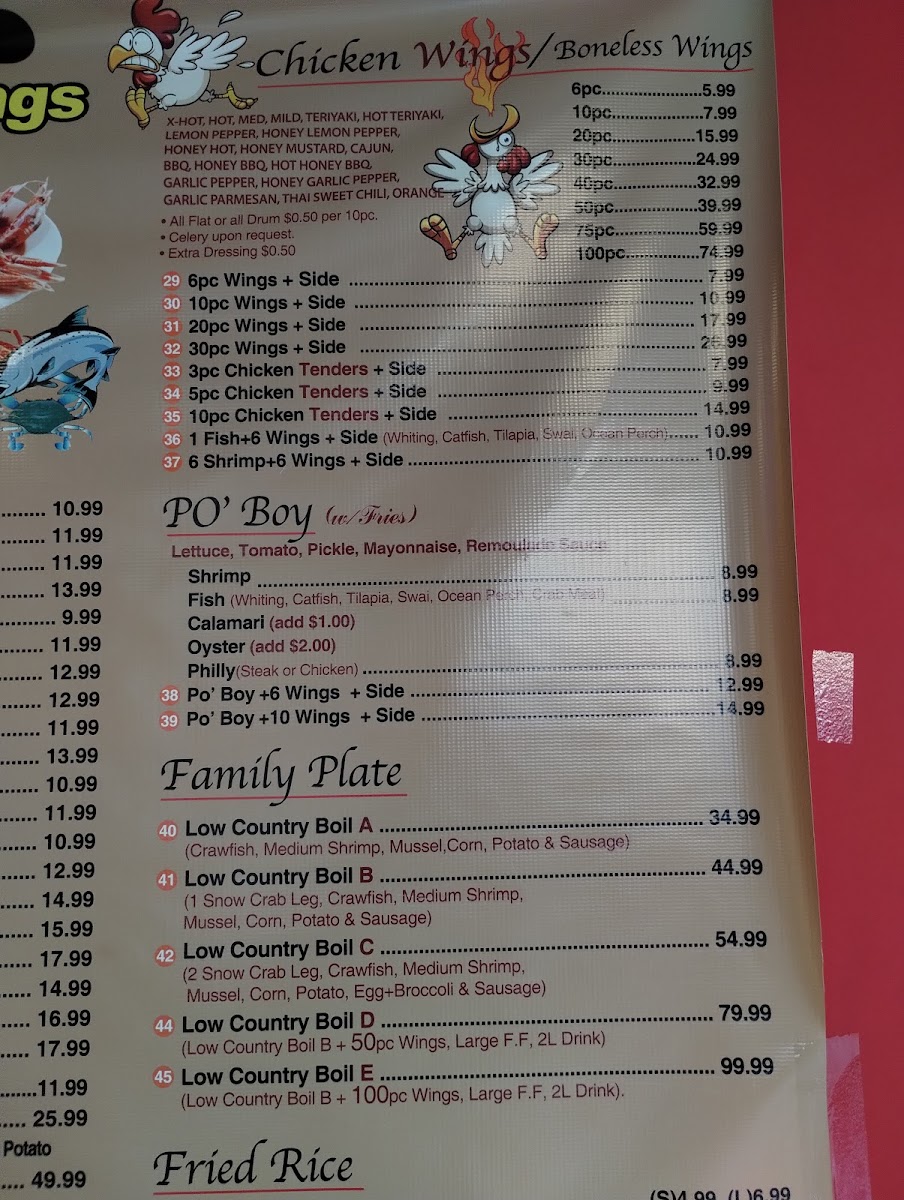 ngs
Chicken Wings/Boneless Wings
6pc..................5.99
10pc..................7.99
20pc..................15.99
30pc..................24.99
40pc..................32.99
50pc..................39.99
75pc..................59.99
100pc..................74.99
X-HOT, HOT, MED, MILD, TERIYAKI, HOT TERIYAKI,
LEMON PEPPER, HONEY LEMON PEPPER,
HONEY HOT, HONEY MUSTARD, CAJUN,
BBQ, HONEY BBQ, HOT HONEY BBQ,
GARLIC PEPPER, HONEY GARLIC PEPPER,
GARLIC PARMESAN, THAI SWEET CHILI, ORANGE
• All Flat or all Drum $0.50 per 10pc.
• Celery upon request.
• Extra Dressing $0.50
29 6pc Wings + Side .................. 7.99
30 10pc Wings + Side .................. 10.99
31 20pc Wings + Side .................. 17.99
32 30pc Wings + Side .................. 26.99
33 3pc Chicken Tenders + Side .................. 7.99
34 5pc Chicken Tenders + Side .................. 9.99
35 10pc Chicken Tenders + Side .................. 14.99
36 1 Fish+6 Wings + Side (Whiting, Catfish, Tilapia, Swai, Ocean Perch)...... 10.99
37 6 Shrimp+6 Wings + Side .................. 10.99
PO' Boy (w/Fries)
Lettuce, Tomato, Pickle, Mayonnaise, Remoulade Sauce
Shrimp .................. 8.99
Fish (Whiting, Catfish, Tilapia, Swai, Ocean Perch, Crab Meat) .................. 8.99
Calamari (add $1.00)
Oyster (add $2.00)
Philly(Steak or Chicken) .................. 8.99
38 Po' Boy +6 Wings + Side .................. 12.99
39 Po' Boy +10 Wings + Side .................. 14.99
Family Plate
40 Low Country Boil A .................. 34.99
(Crawfish, Medium Shrimp, Mussel,Corn, Potato & Sausage)
41 Low Country Boil B .................. 44.99
(1 Snow Crab Leg, Crawfish, Medium Shrimp,
Mussel, Corn, Potato & Sausage)
42 Low Country Boil C .................. 54.99
(2 Snow Crab Leg, Crawfish, Medium Shrimp,
Mussel, Corn, Potato, Egg+Broccoli & Sausage)
44 Low Country Boil D .................. 79.99
(Low Country Boil B + 50pc Wings, Large F.F, 2L Drink)
45 Low Country Boil E .................. 99.99
(Low Country Boil B + 100pc Wings, Large F.F, 2L Drink).
Fried Rice
(S)4.99 (L)6.99
......... 10.99
......... 11.99
......... 11.99
......... 13.99
......... 9.99
......... 11.99
......... 12.99
......... 12.99
......... 11.99
......... 13.99
......... 10.99
......... 11.99
......... 10.99
......... 12.99
...... 14.99
...... 15.99
...... 17.99
...... 14.99
..... 16.99
..... 17.99
.......11.99
..... 25.99
Potato
.... 49.99